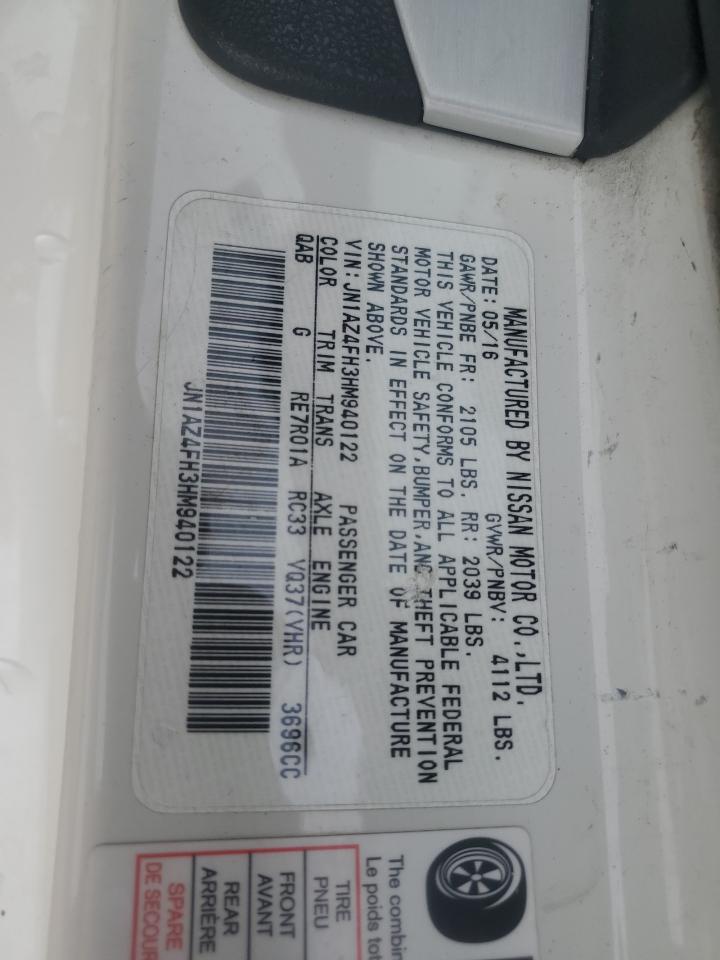 MANUFACTURED BY NISSAN MOTOR CO.,LTD.
DATE: 05/16 GVWR/PNBV: 4112 LBS.
GAWR/PNBE FR: 2105 LBS. RR: 2039 LBS.
THIS VEHICLE CONFORMS TO ALL APPLICABLE FEDERAL
MOTOR VEHICLE SAFETY,BUMPER,AND THEFT PREVENTION
STANDARDS IN EFFECT ON THE DATE OF MANUFACTURE
SHOWN ABOVE.
VIN:JN1AZ4FH3HM940122 PASSENGER CAR
COLOR TRIM TRANS AXLE ENGINE
QAB G RE7R01A RC33 VQ37(VHR) 3696CC
JN1AZ4FH3HM940122
The
Le poids
TIRE
PNEU
FRONT
AVANT
REAR
ARRIÈRE
SPARE
DE